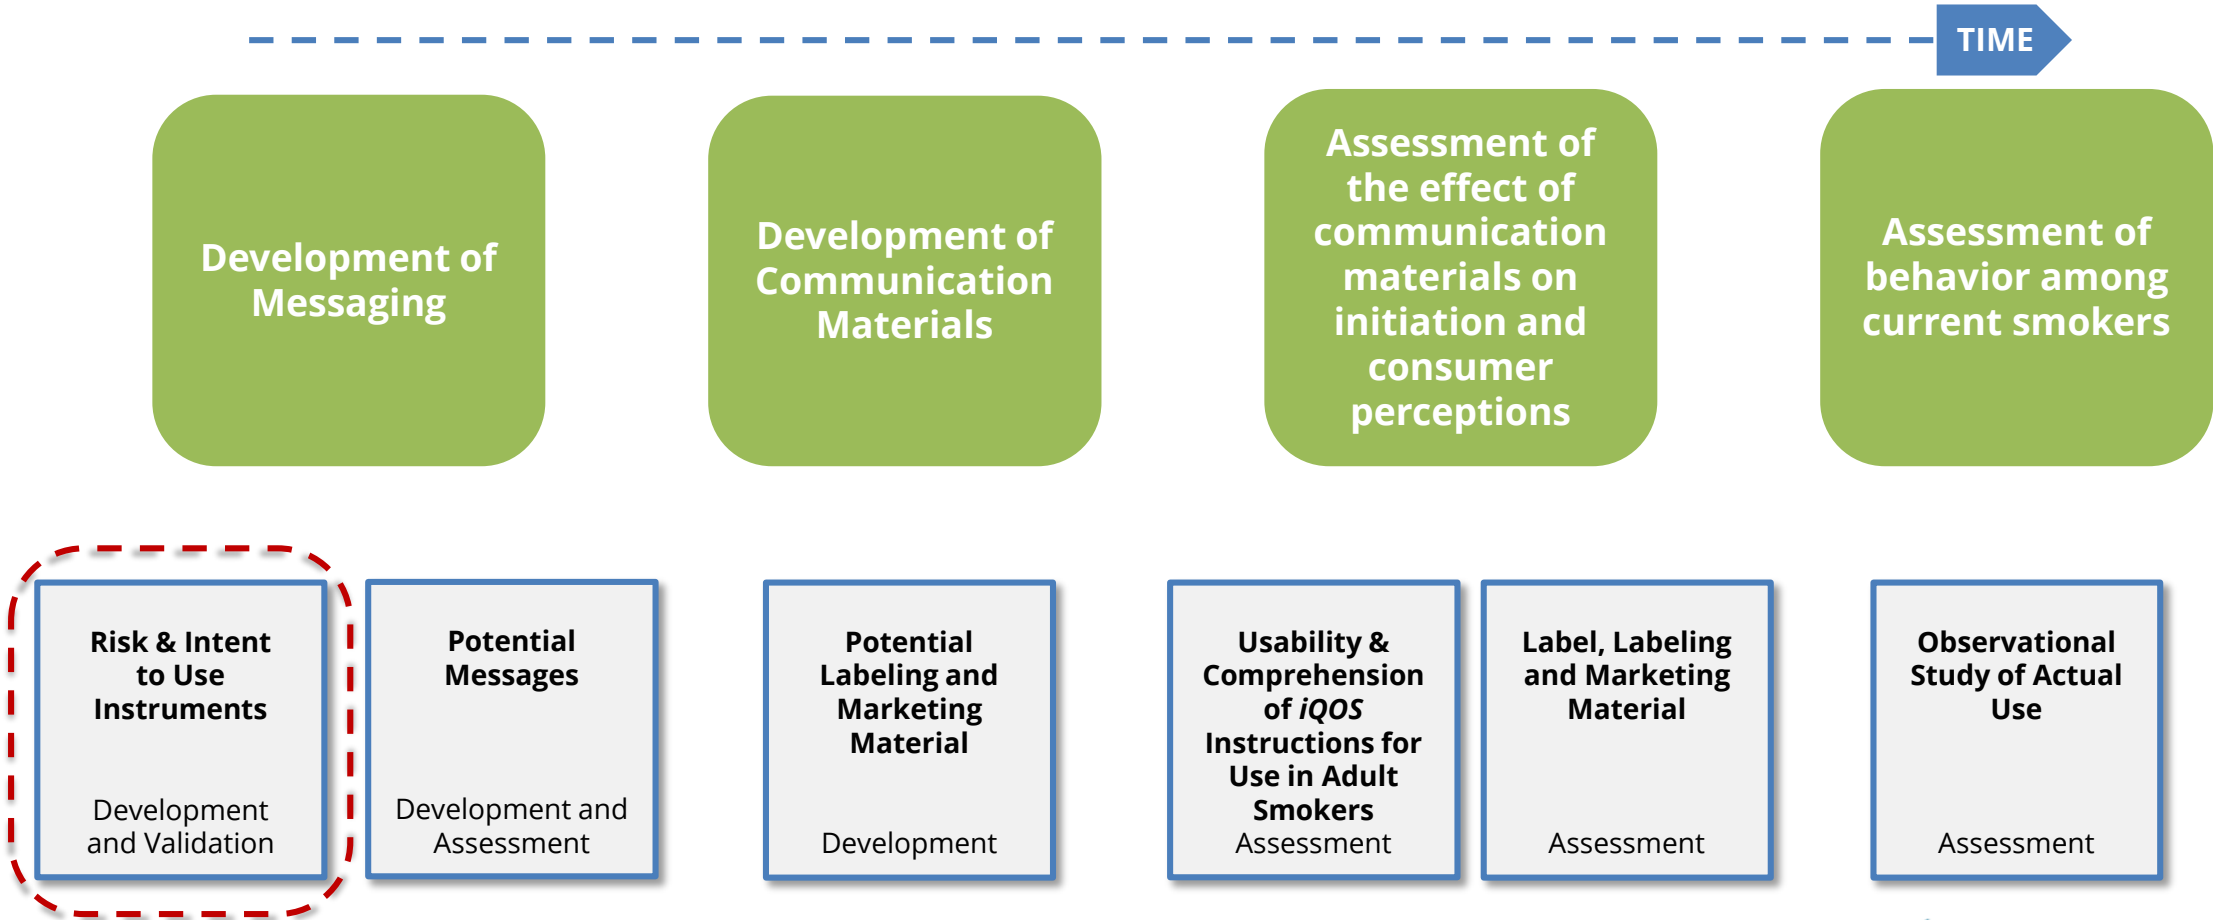 TIME
Development of
Messaging
Development of
Communication
Materials
Assessment of
the effect of
communication
materials on
initiation and
consumer
perceptions
Assessment of
behavior among
current smokers
Risk & Intent
to Use
Instruments
Development
and Validation
Potential
Messages
Development and
Assessment
Potential
Labeling and
Marketing
Material
Development
Usability &
Comprehension
of iQOS
Instructions for
Use in Adult
Smokers
Assessment
Label, Labeling
and Marketing
Material
Assessment
Observational
Study of Actual
Use
Assessment